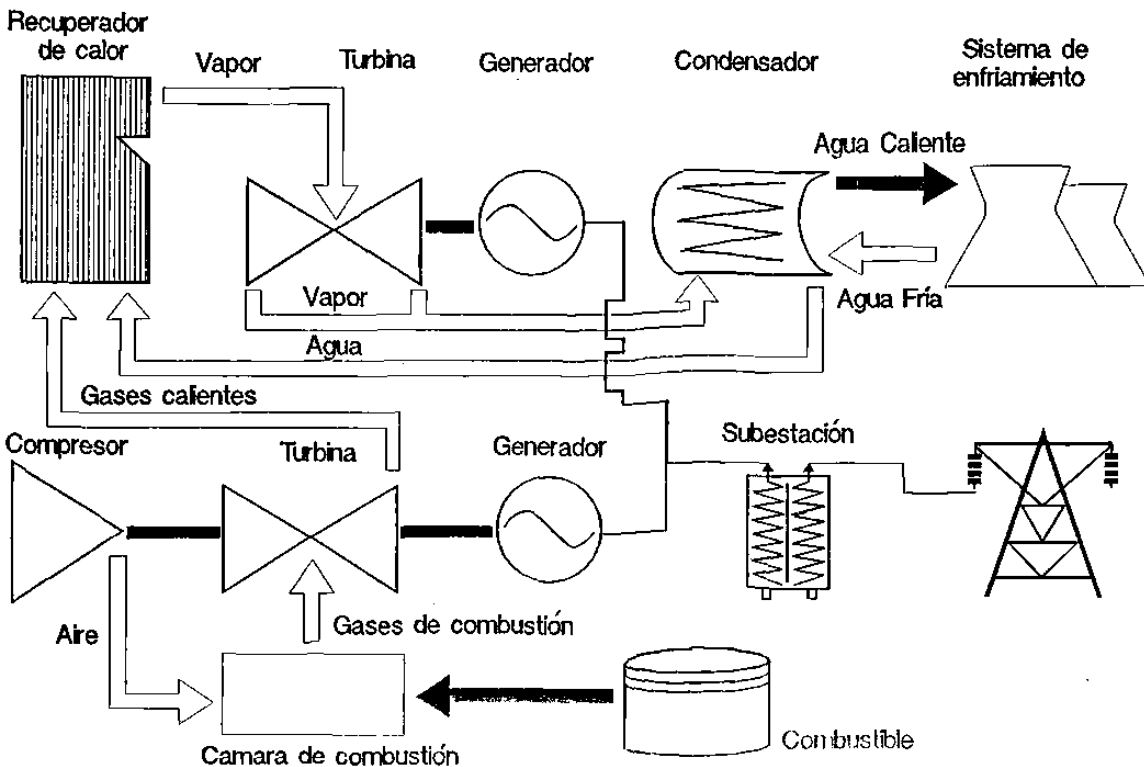 Recuperador
de calor
Vapor
Turbina
Generador
Condensador
Sistema de
enfriamiento
Agua Caliente
Agua Fría
Vapor
Agua
Gases calientes
Compresor
Turbina
Generador
Subestación
Aire
Gases de combustión
Camara de combustión
Combustible